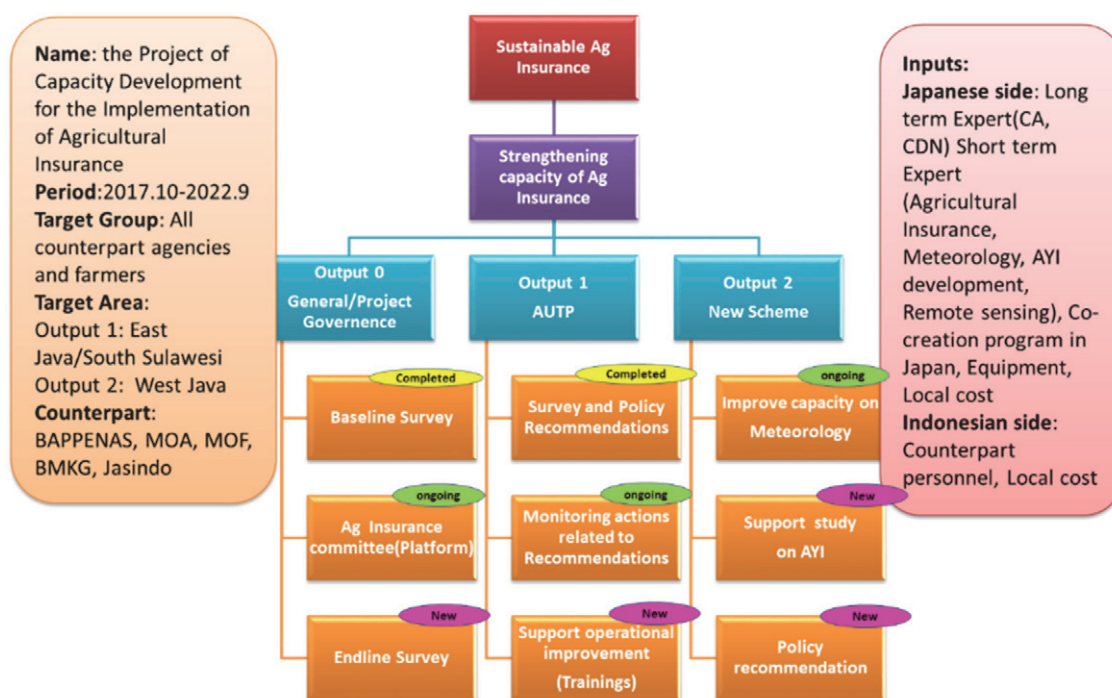 Name: the Project of
Capacity Development
for the Implementation
of Agricultural
Insurance
Period:2017.10-2022.9
Target Group: All
counterpart agencies
and farmers
Target Area:
Output 1: East
Java/South Sulawesi
Output 2: West Java
Counterpart:
BAPPENAS, MOA, MOF,
BMKG, Jasindo
Sustainable Ag
Insurance
Strengthening
capacity of Ag
Insurance
Output 0
General/Project
Governence
Completed
Baseline Survey
ongoing
Ag Insurance
committee(Platform)
New
Endline Survey
Output 1
AUTP
Completed
Survey and Policy
Recommendations
ongoing
Monitoring actions
related to
Recommendations
New
Support operational
improvement
(Trainings)
Output 2
New Scheme
ongoing
Improve capacity on
Meteorology
New
Support study
on AYI
New
Policy
recommendation
Inputs:
Japanese side: Long
term Expert(CA,
CDN) Short term
Expert
(Agricultural
Insurance,
Meteorology, AYI
development,
Remote sensing), Co-
creation program in
Japan, Equipment,
Local cost
Indonesian side:
Counterpart
personnel, Local cost